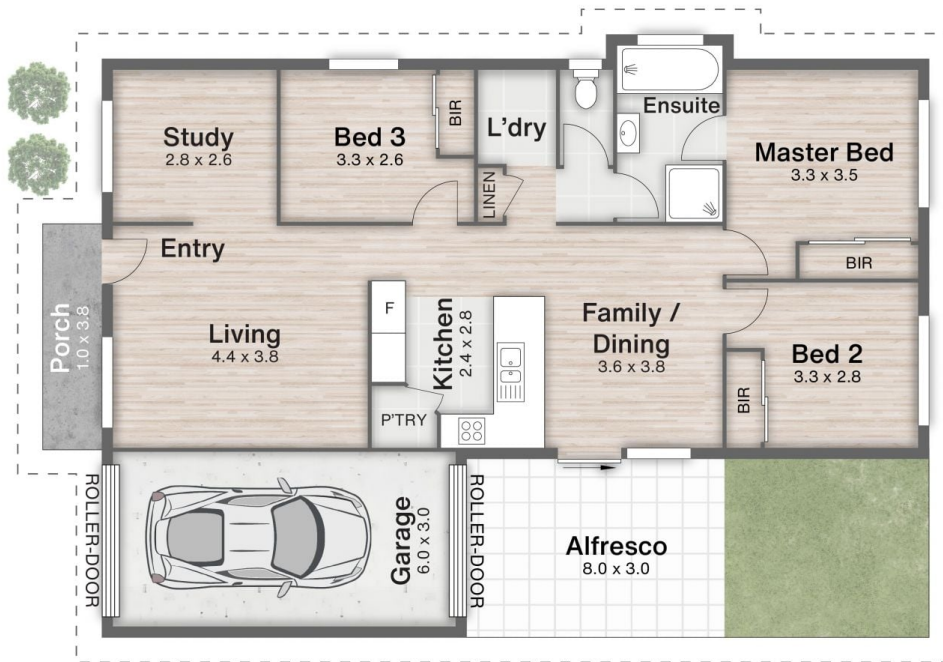 Study
2.8 x 2.6
Bed 3
3.3 x 2.6
BIR
L'dry
LINEN
Ensuite
Master Bed
3.3 x 3.5
BIR
Entry
Porch
1.0 x 3.8
Living
4.4 x 3.8
F
Kitchen
2.4 x 2.8
P'TRY
Family /
Dining
3.6 x 3.8
Bed 2
3.3 x 2.8
BIR
ROLLER-DOOR
Garage
6.0 x 3.0
ROLLER-DOOR
Alfresco
8.0 x 3.0